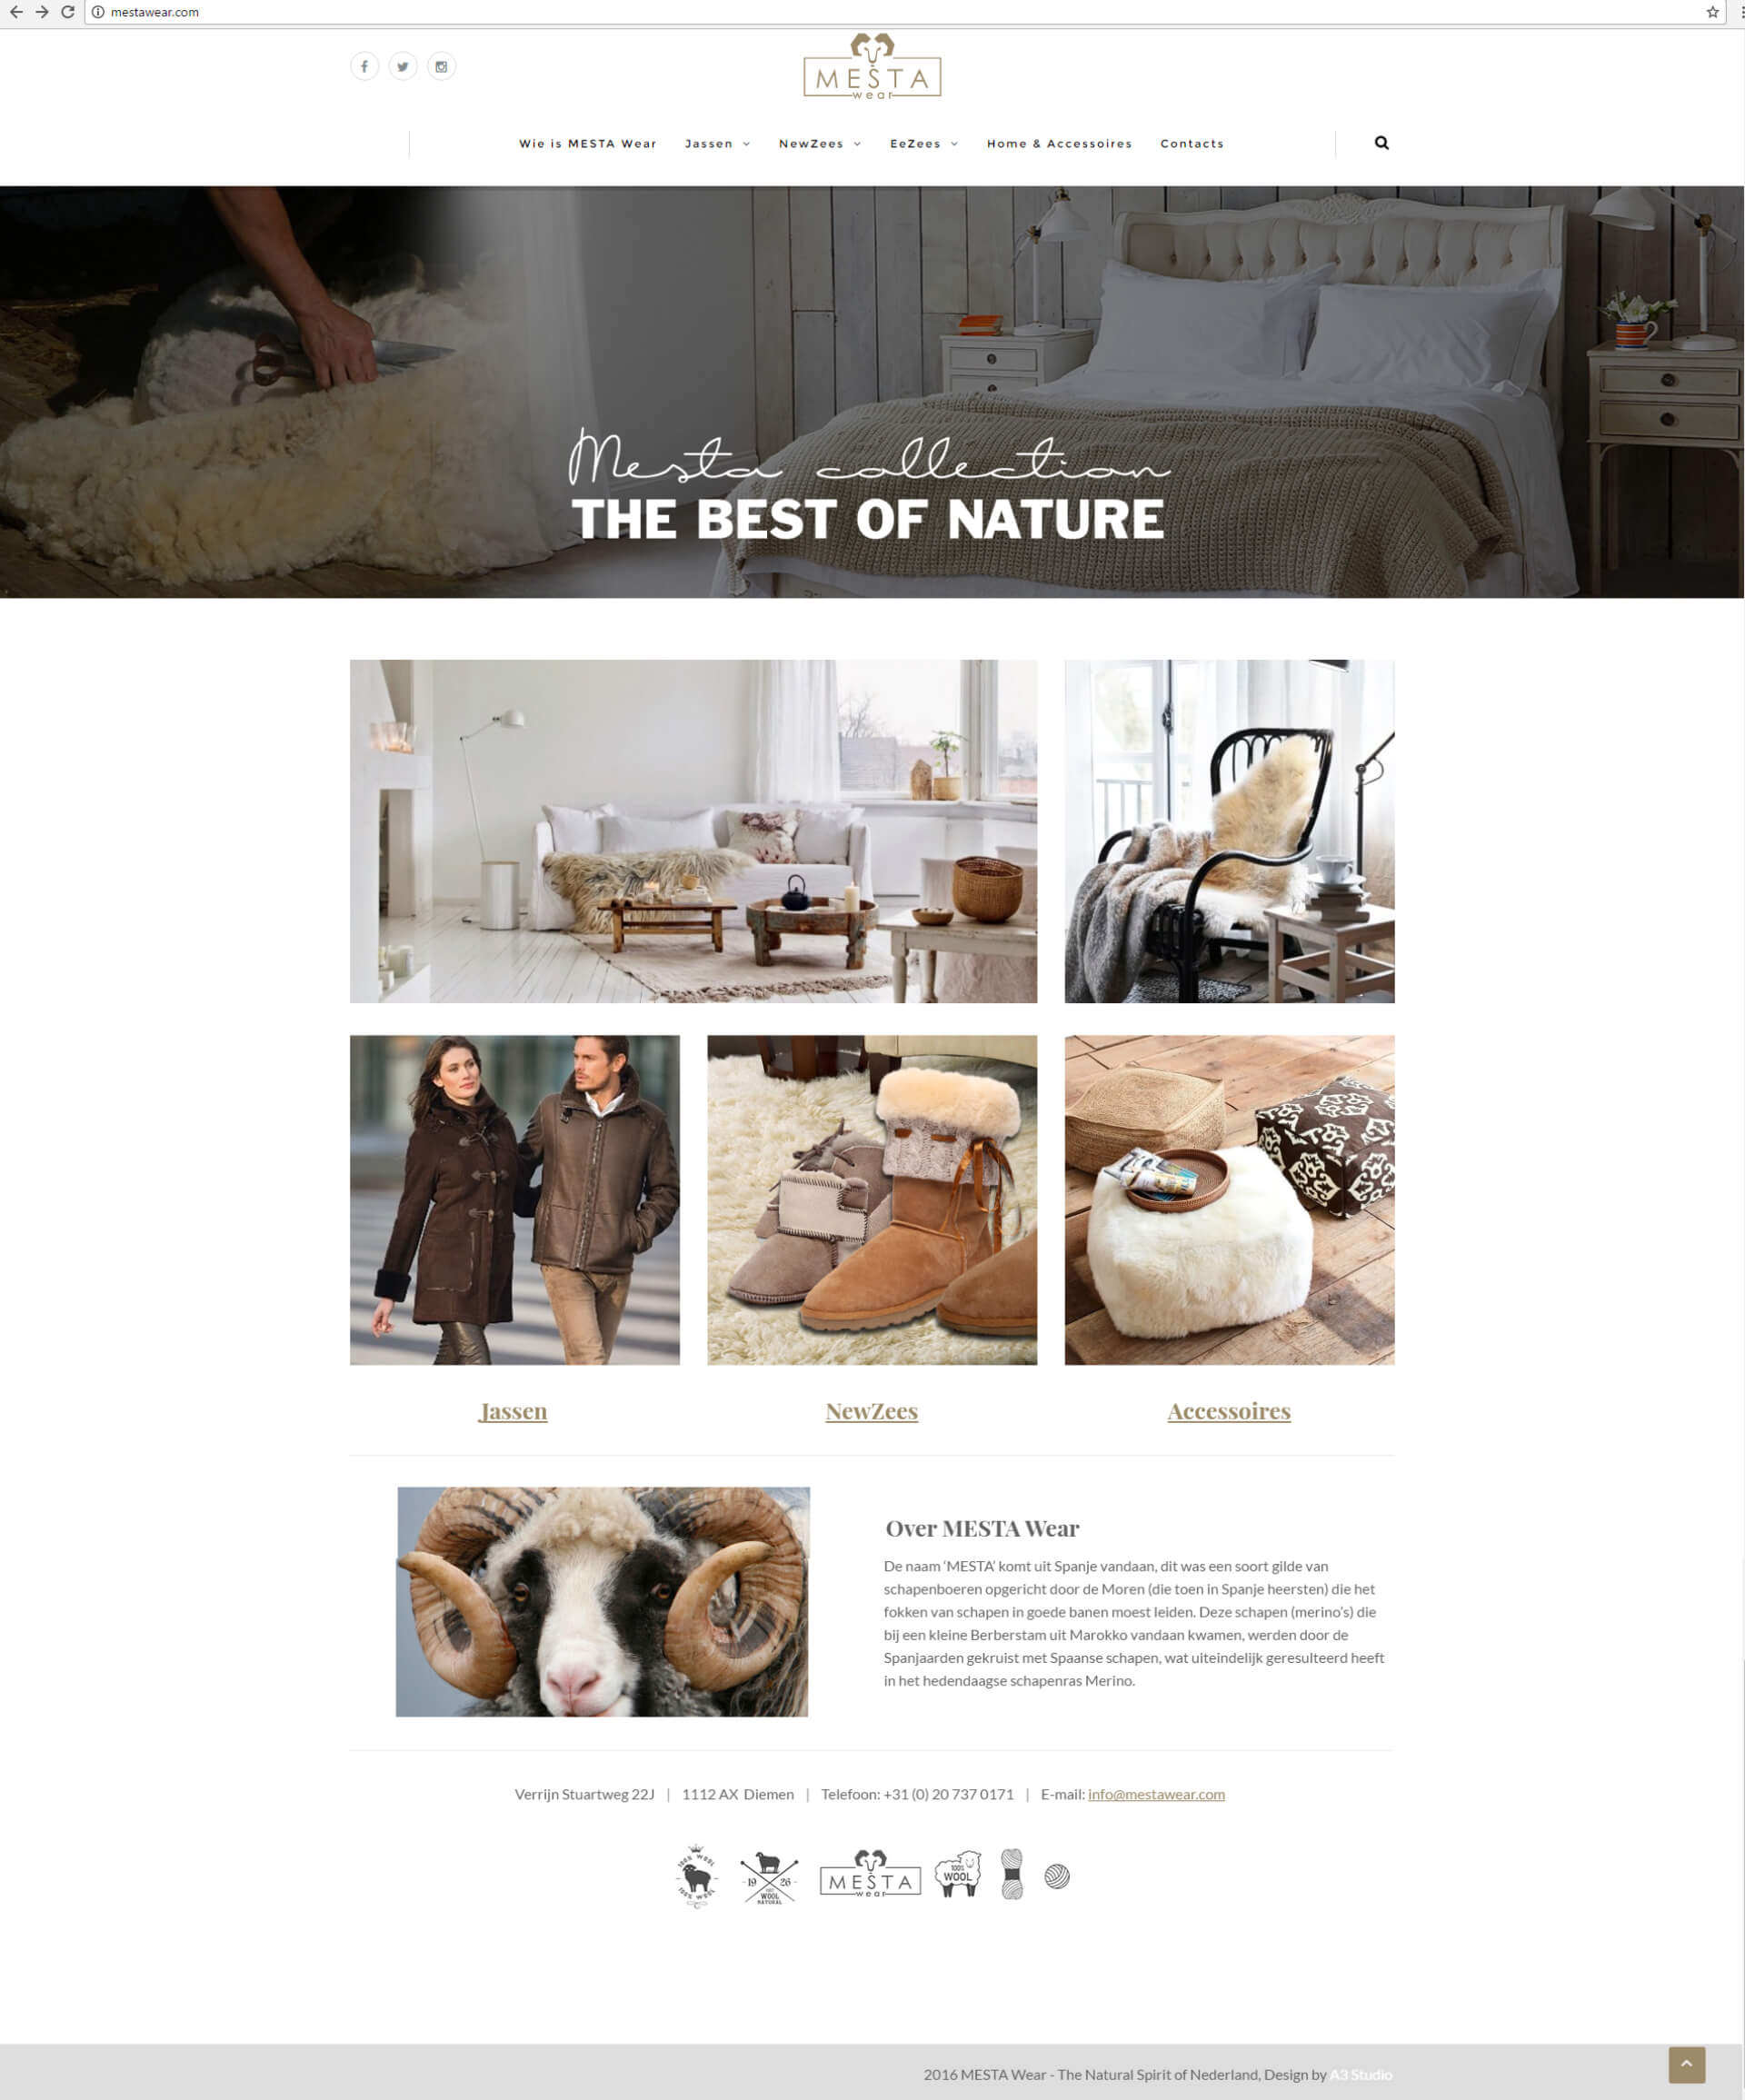 mestawear.com
MESTA
wear
Wie is MESTA Wear Jassen NewZees EeZees Home & Accessoires Contacts
Mesta collection
THE BEST OF NATURE
Jassen NewZees Accessoires
Over MESTA Wear
De naam ‘MESTA’ komt uit Spanje vandaan, dit was een soort gilde van
schapenboeren opgericht door de Moren (die toen in Spanje heersten) die het
fokken van schapen in goede banen moest leiden. Deze schapen (merino’s) die
bij een kleine Berberstam uit Marokko vandaan kwamen, werden door de
Spanjaarden gekruist met Spaanse schapen, wat uiteindelijk geresulteerd heeft
in het hedendaagse schapenras Merino.
Verrijn Stuartweg 22J | 1112 AX Diemen | Telefoon: +31 (0) 20 737 0171 | E-mail: info@mestawear.com
100% WOOL
100% WOOL
19 26
WOOL
NATURAL
MESTA
wear
100%
WOOL
2016 MESTA Wear - The Natural Spirit of Nederland, Design by A3 Studio